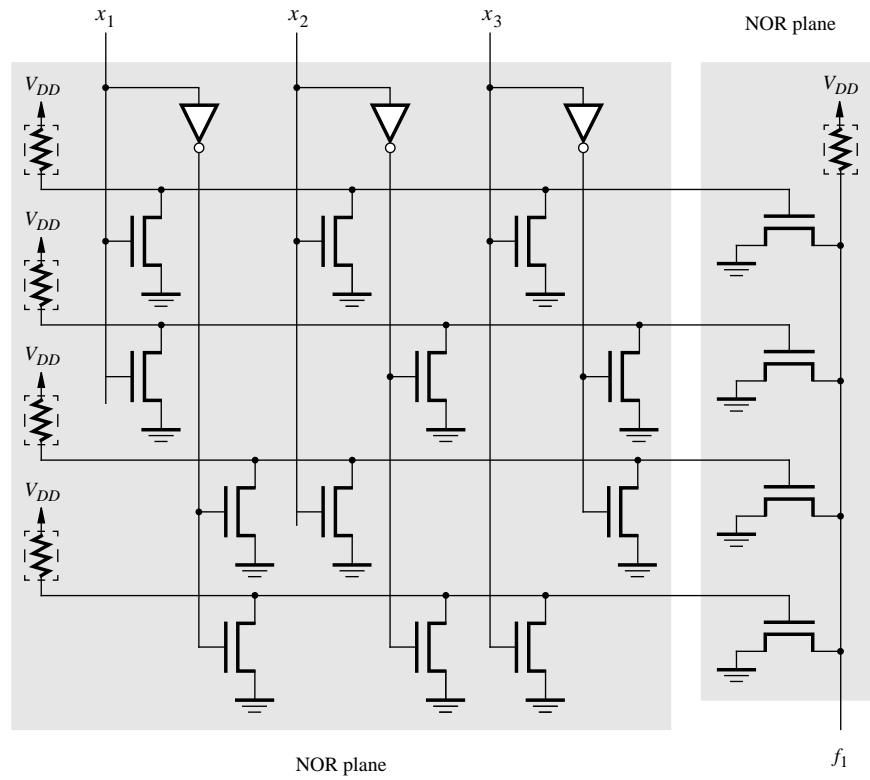 x1 x2 x3
NOR plane
VDD VDD
VDD
VDD
VDD
NOR plane
f1